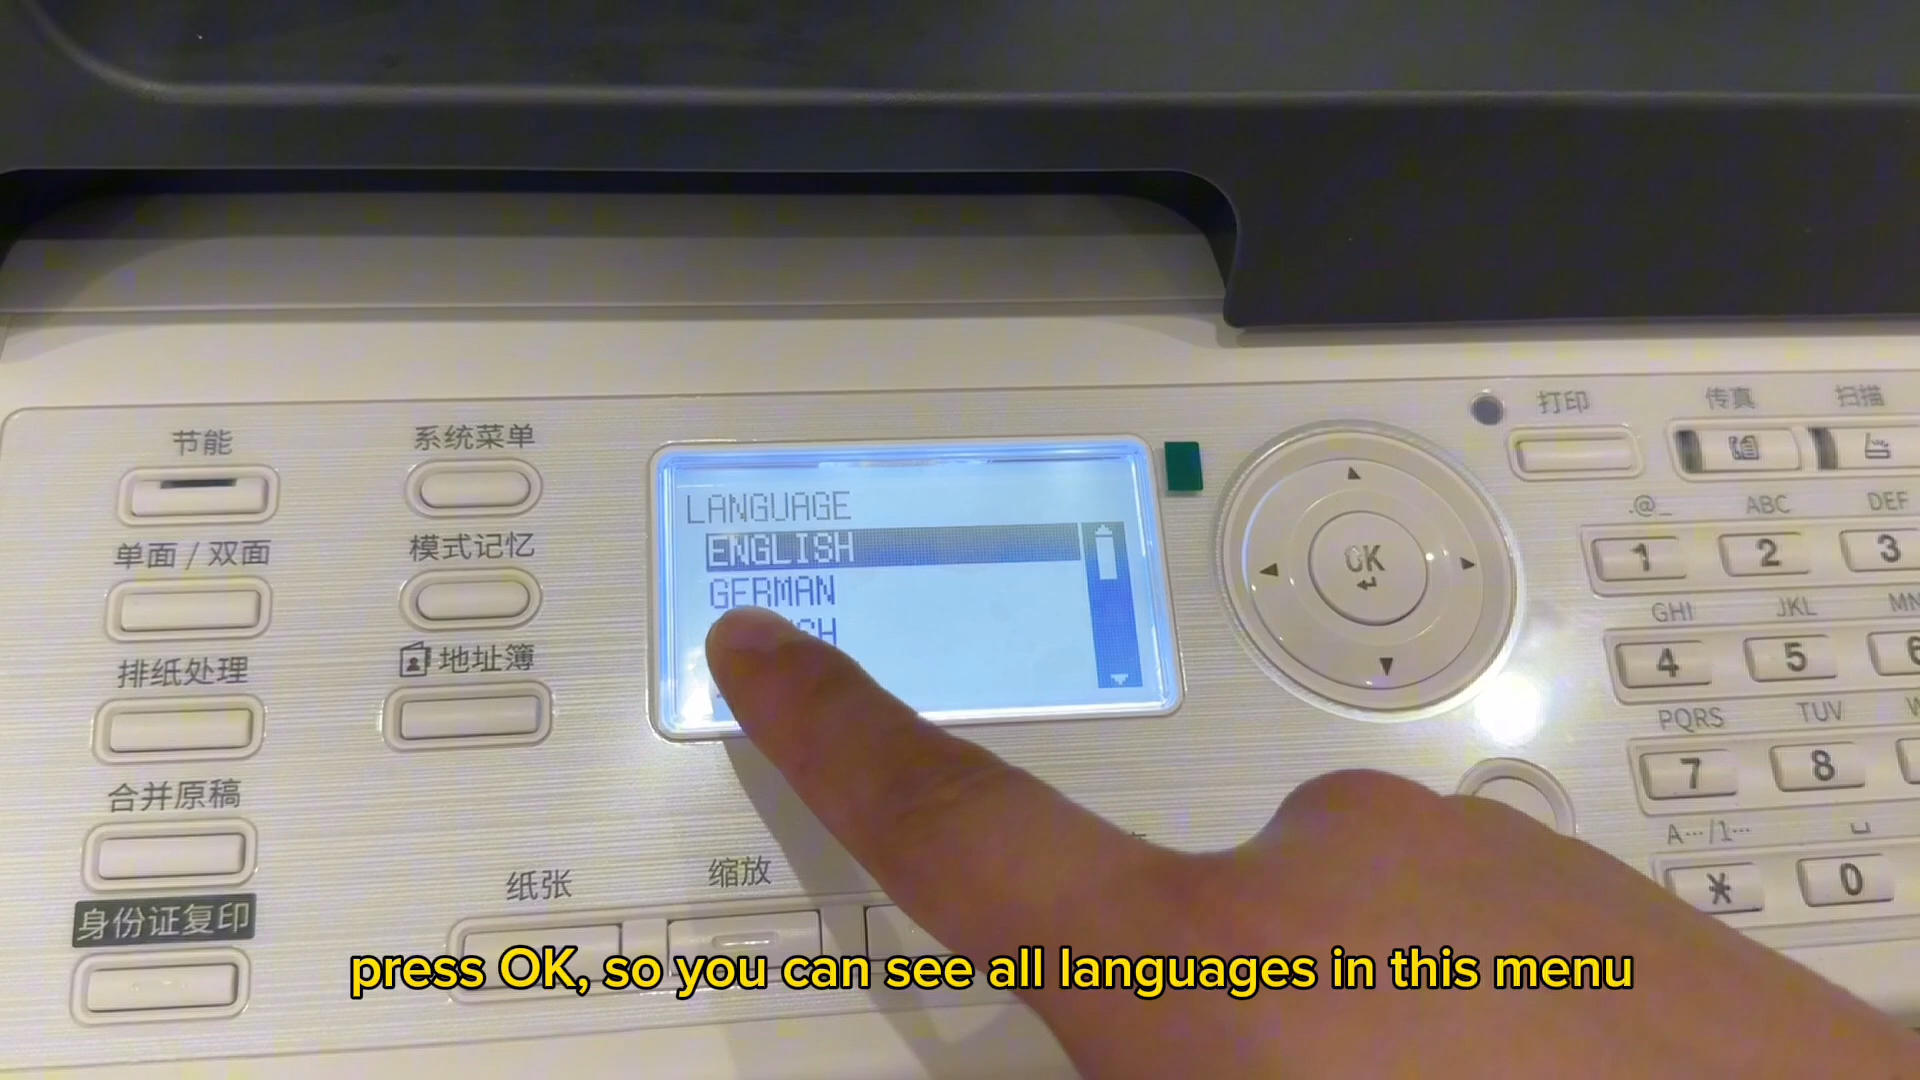 节能
系统菜单
单面 / 双面
模式记忆
排纸处理
地址簿
合并原稿
身份证复印
纸张
缩放
LANGUAGE
ENGLISH
GERMAN
OK
打印
传真
扫描
.@_
ABC
DEF
1
2
3
GHI
JKL
4
5
PQRS
TUV
7
8
A···/1···
*
0
press OK, so you can see all languages in this menu